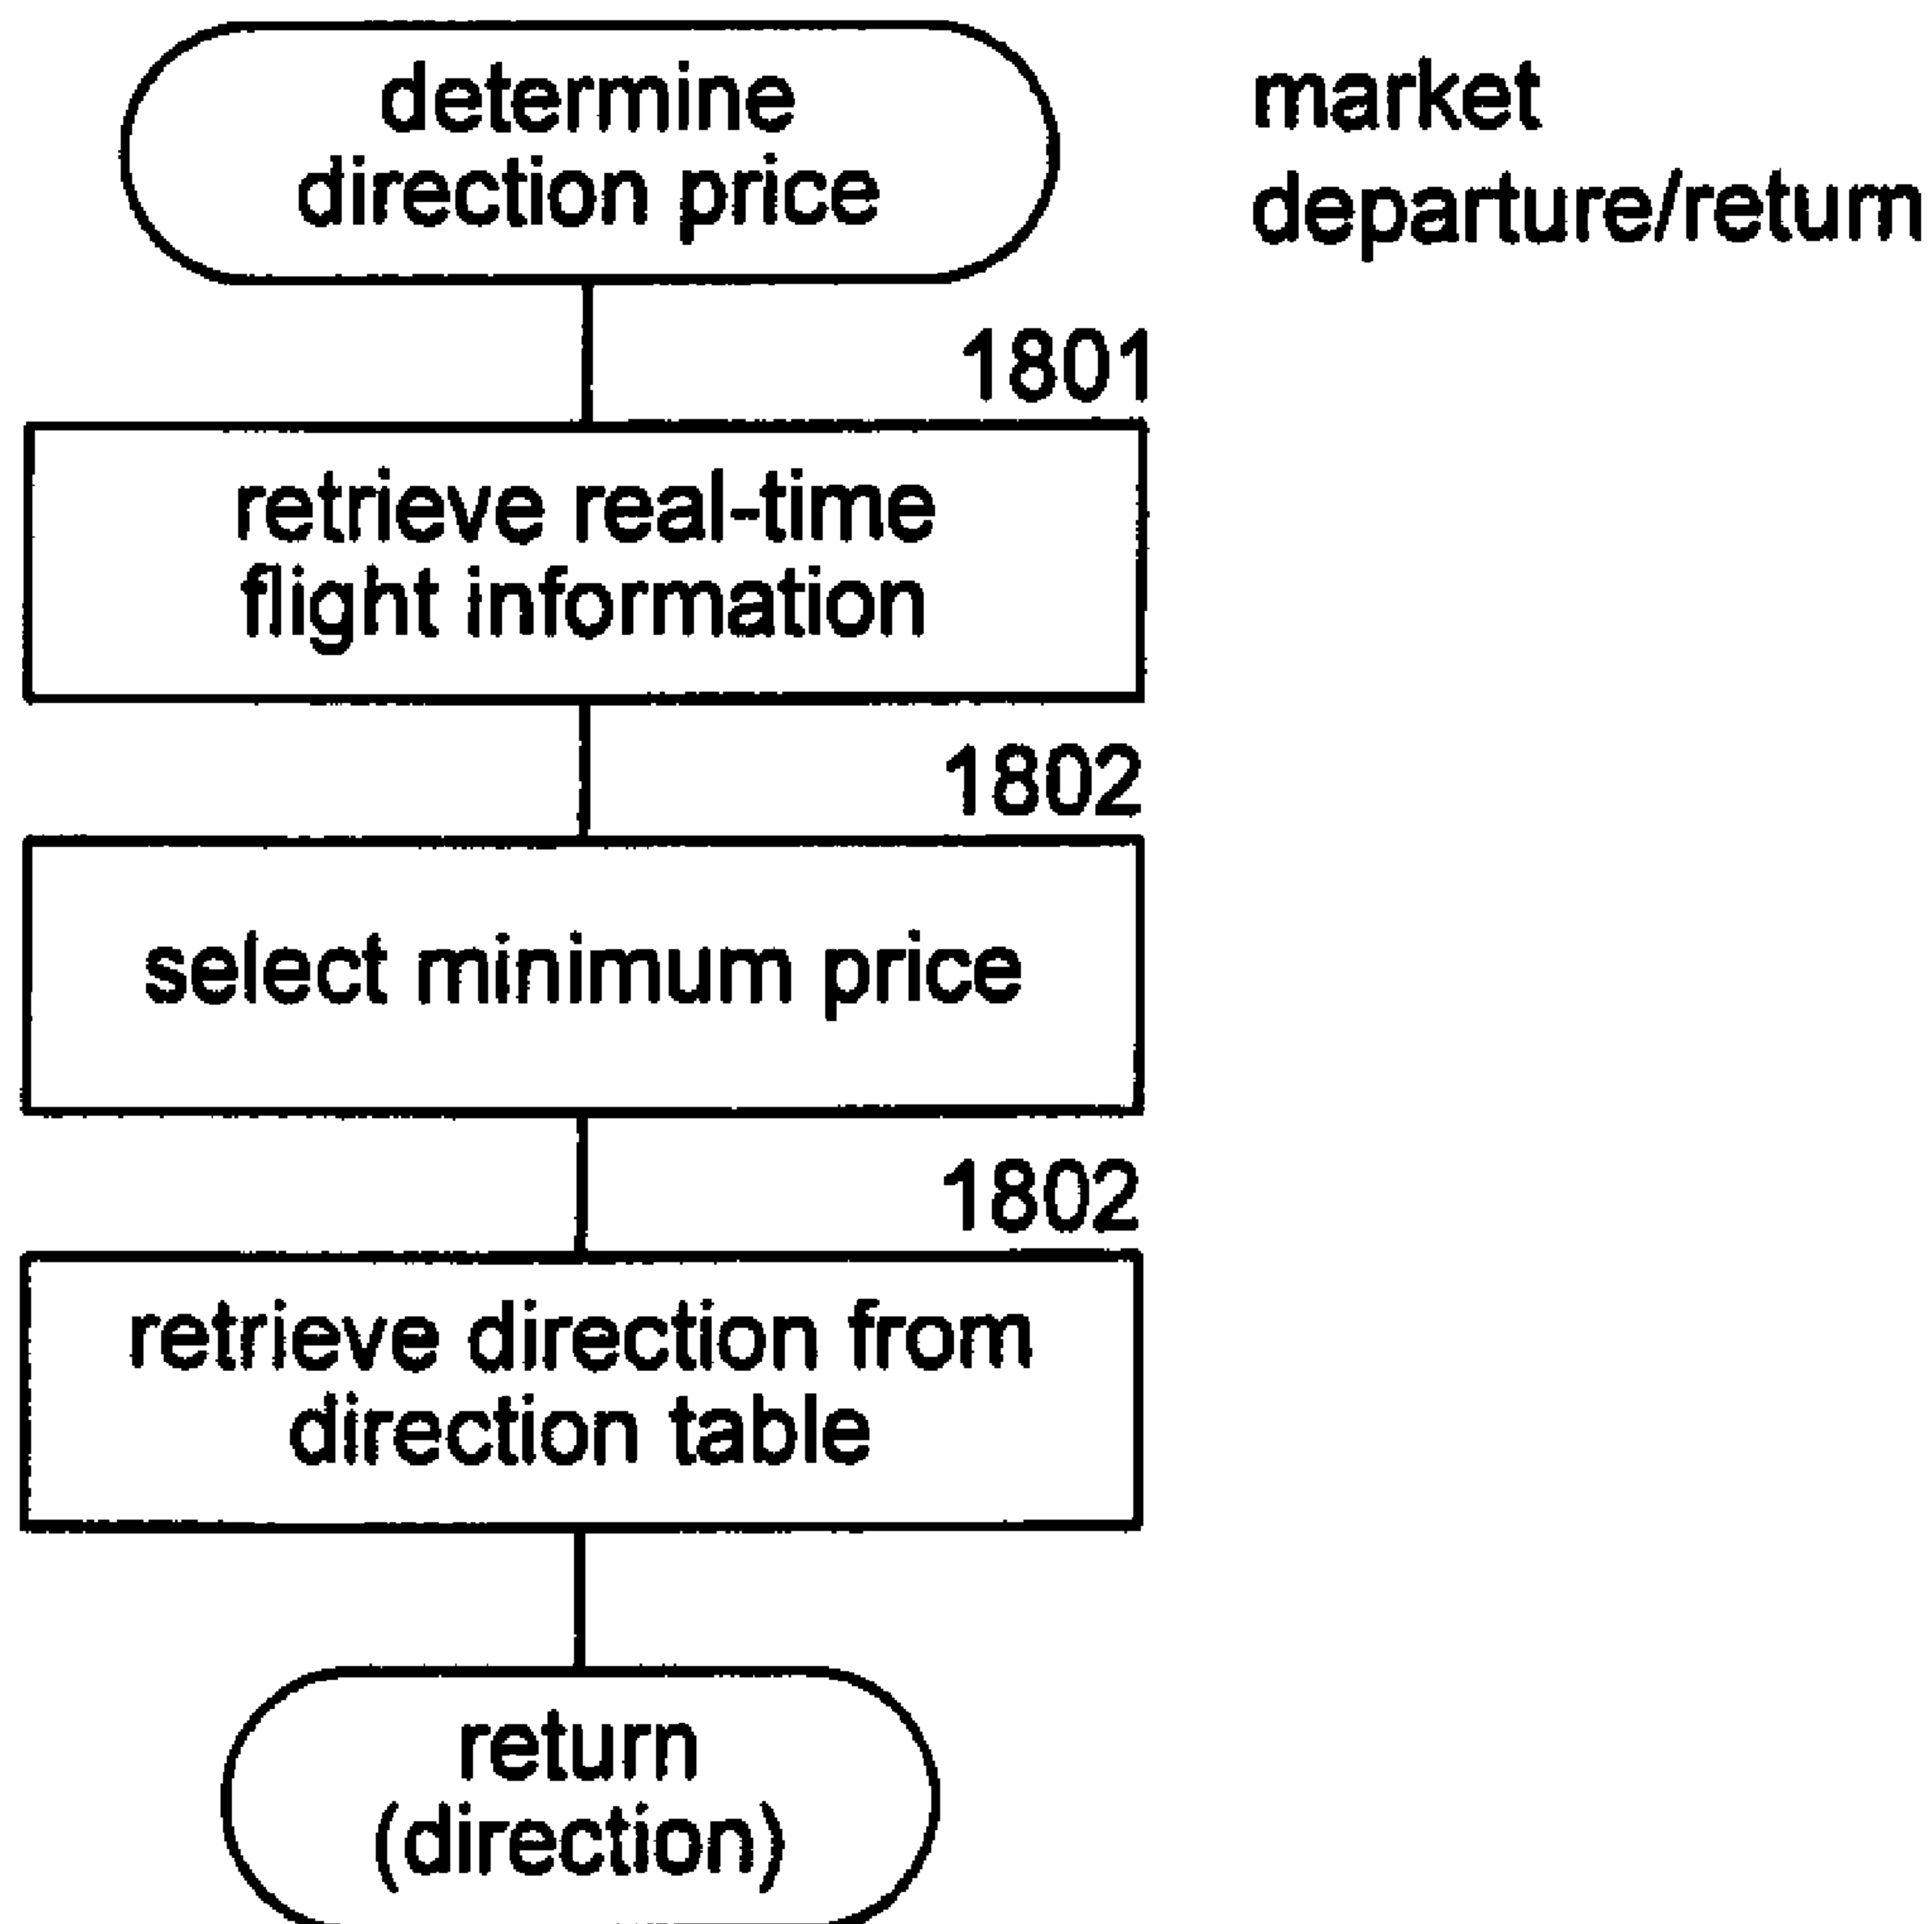 determine
direction price
market
departure/return
1801
retrieve real-time
flight information
1802
select minimum price
1802
retrieve direction from
direction table
return
(direction)